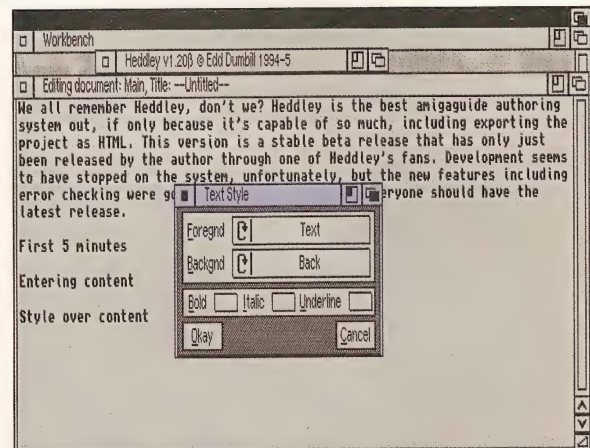 Workbench
Heddley v1.20β © Edd Dumbill 1994-5
Editing document: Main, Title: ---Untitled---
We all remember Heddley, don't we? Heddley is the best amigaguide authoring
system out, if only because it's capable of so much, including exporting the
project as HTML. This version is a stable beta release that has only just
been released by the author through one of Heddley's fans. Development seems
to have stopped on the system, unfortunately, but the new features including
error checking were eryone should have the
latest release.
First 5 minutes
Entering content
Style over content
Text Style
Foregnd Text
Backgnd Back
Bold Italic Underline
Okay Cancel